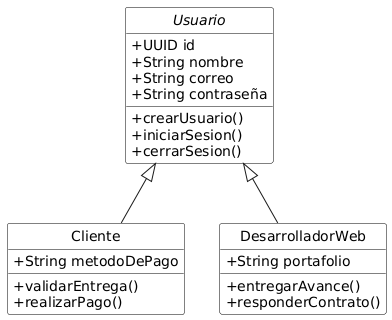 Usuario
+UUID id
+String nombre
+String correo
+String contraseña
+crearUsuario()
+iniciarSesion()
+cerrarSesion()
Cliente
+String metodoDePago
+validarEntrega()
+realizarPago()
DesarrolladorWeb
+String portafolio
+entregarAvance()
+responderContrato()